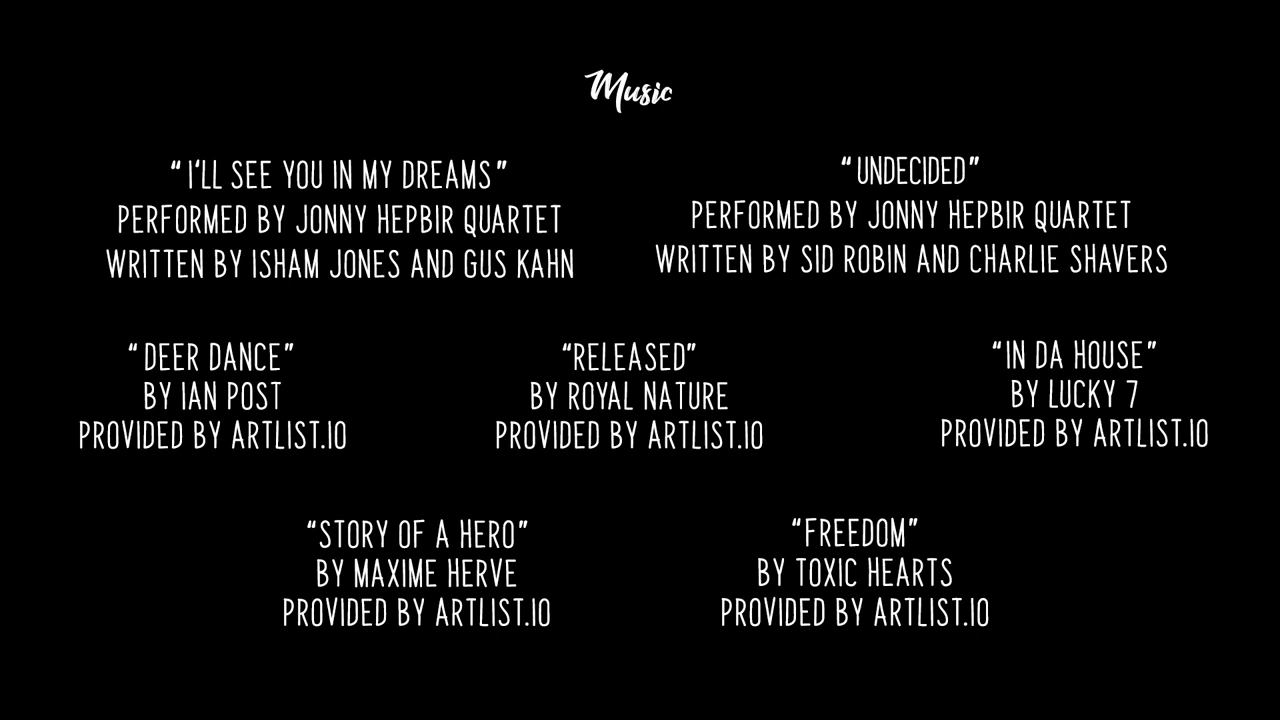 Music
"I'LL SEE YOU IN MY DREAMS"
PERFORMED BY JONNY HEPBIR QUARTET
WRITTEN BY ISHAM JONES AND GUS KAHN
"UNDECIDED"
PERFORMED BY JONNY HEPBIR QUARTET
WRITTEN BY SID ROBIN AND CHARLIE SHAVERS
"DEER DANCE"
BY IAN POST
PROVIDED BY ARTLIST.IO
"RELEASED"
BY ROYAL NATURE
PROVIDED BY ARTLIST.IO
"IN DA HOUSE"
BY LUCKY 7
PROVIDED BY ARTLIST.IO
"STORY OF A HERO"
BY MAXIME HERVE
PROVIDED BY ARTLIST.IO
"FREEDOM"
BY TOXIC HEARTS
PROVIDED BY ARTLIST.IO